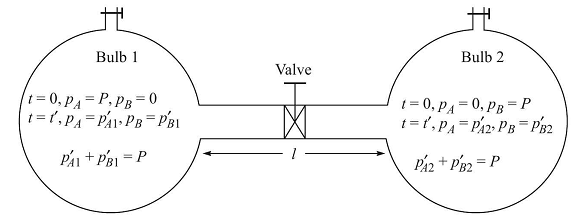 Bulb 1
t = 0, p_A = P, p_B = 0
t = t′, p_A = p′_A1, p_B = p′_B1
p′_A1 + p′_B1 = P
Valve
l
Bulb 2
t = 0, p_A = 0, p_B = P
t = t′, p_A = p′_A2, p_B = p′_B2
p′_A2 + p′_B2 = P